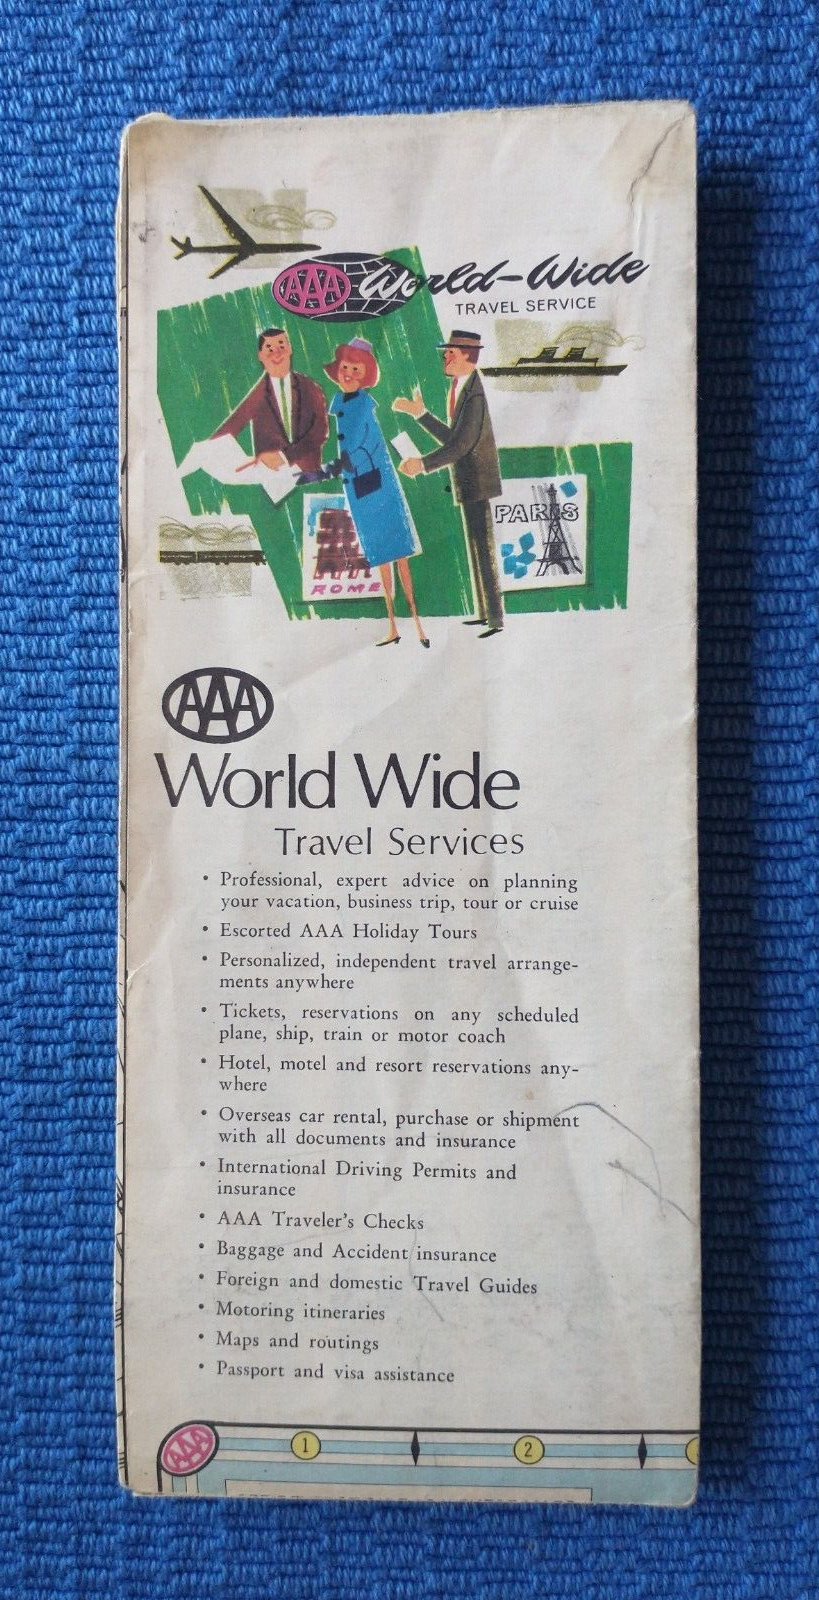 AAA World-Wide
TRAVEL SERVICE
PARIS
ROME
AAA
World Wide
Travel Services
• Professional, expert advice on planning
your vacation, business trip, tour or cruise
• Escorted AAA Holiday Tours
• Personalized, independent travel arrange-
ments anywhere
• Tickets, reservations on any scheduled
plane, ship, train or motor coach
• Hotel, motel and resort reservations any-
where
• Overseas car rental, purchase or shipment
with all documents and insurance
• International Driving Permits and
insurance
• AAA Traveler's Checks
• Baggage and Accident insurance
• Foreign and domestic Travel Guides
• Motoring itineraries
• Maps and routings
• Passport and visa assistance
AAA 1 2